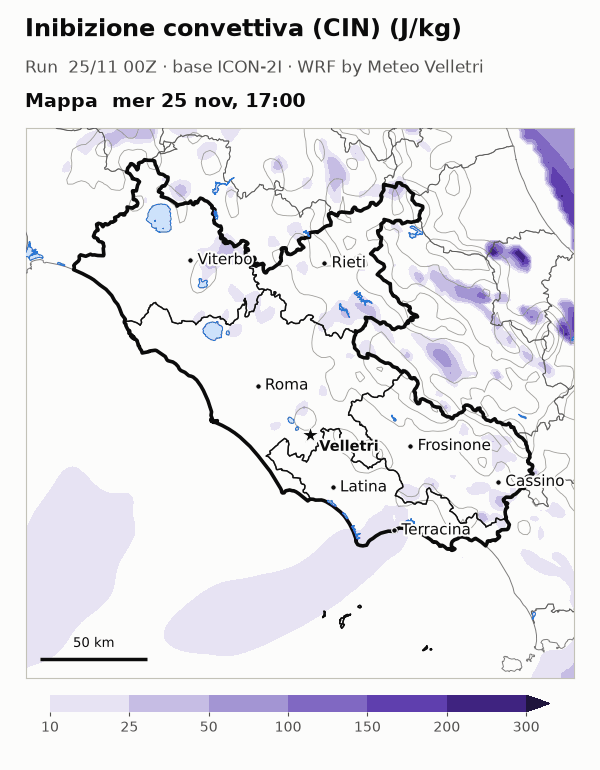 Inibizione convettiva (CIN) (J/kg)
Run  25/11 00Z · base ICON-2I · WRF by Meteo Velletri
Mappa  mer 25 nov, 17:00
Viterbo
Rieti
Roma
Velletri
Frosinone
Cassino
Latina
Terracina
50 km
10 25 50 100 150 200 300